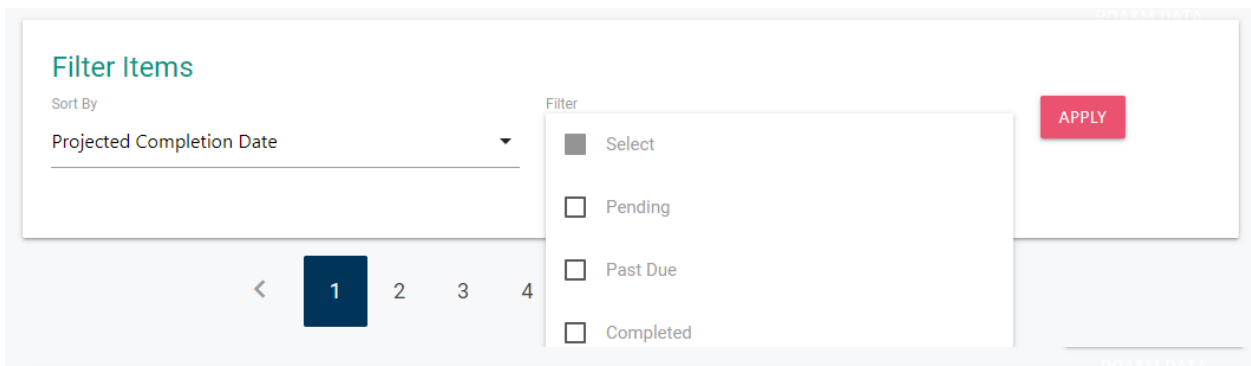 Filter Items
Sort By
Projected Completion Date
Filter
Select
Pending
Past Due
Completed
APPLY
1 2 3 4